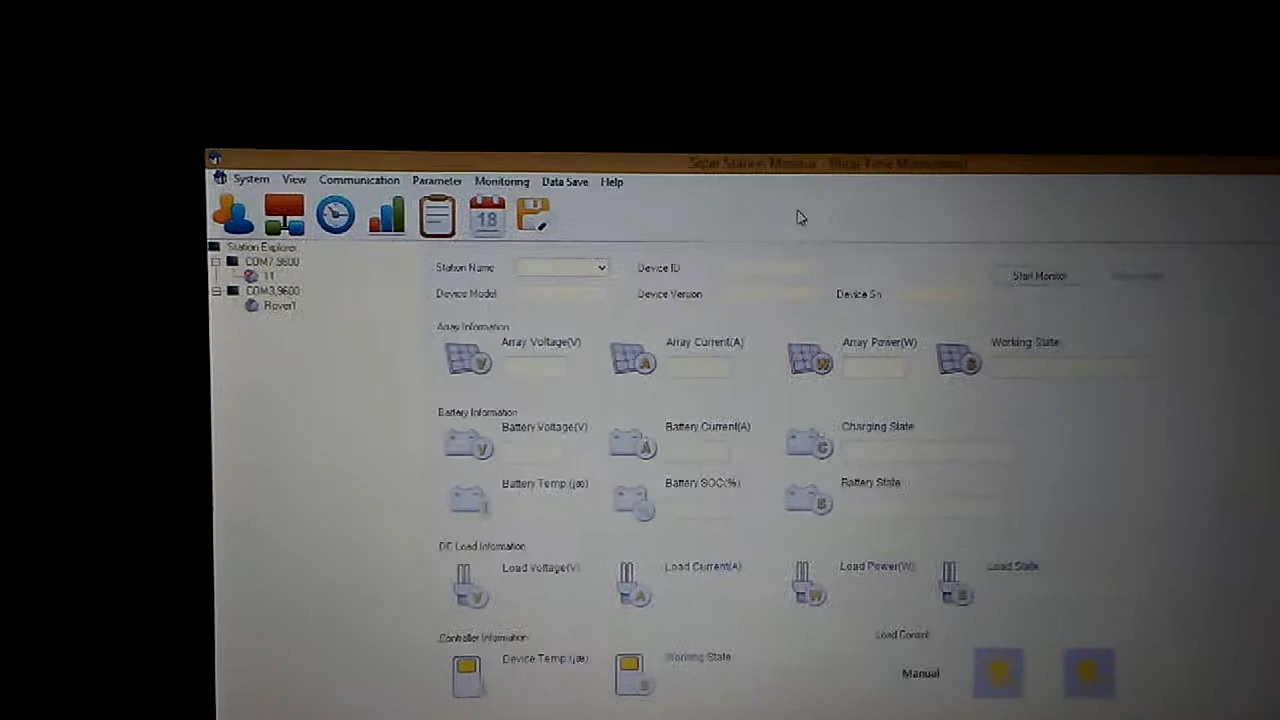 Solar Station Monitor - [Real Time Monitoring]
System View Communication Parameter Monitoring Data Save Help
18
Station Explorer
COM7,9600
11
COM3,9600
Rover1
Station Name Device ID Start Monitor
Device Model Device Version Device Sn
Array Information
Array Voltage(V) Array Current(A) Array Power(W) Working State
V A W S
Battery Information
Battery Voltage(V) Battery Current(A) Charging State
V A C
Battery Temp.(jæ) Battery SOC(%) Battery State
S
DC Load Information
Load Voltage(V) Load Current(A) Load Power(W) Load State
V A W S
Controller Information Load Control
Device Temp.(jæ) Working State
Manual